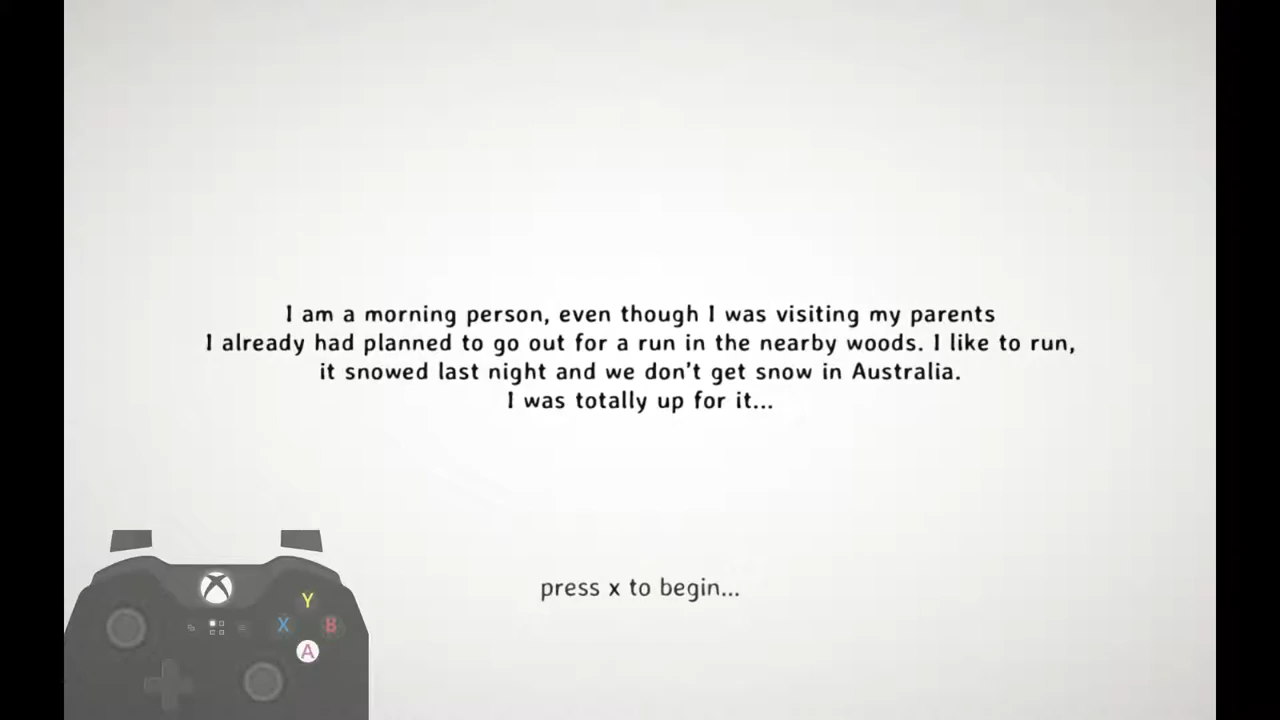 I am a morning person, even though I was visiting my parents
I already had planned to go out for a run in the nearby woods. I like to run,
it snowed last night and we don't get snow in Australia.
I was totally up for it...
press x to begin...
Y
X B
A